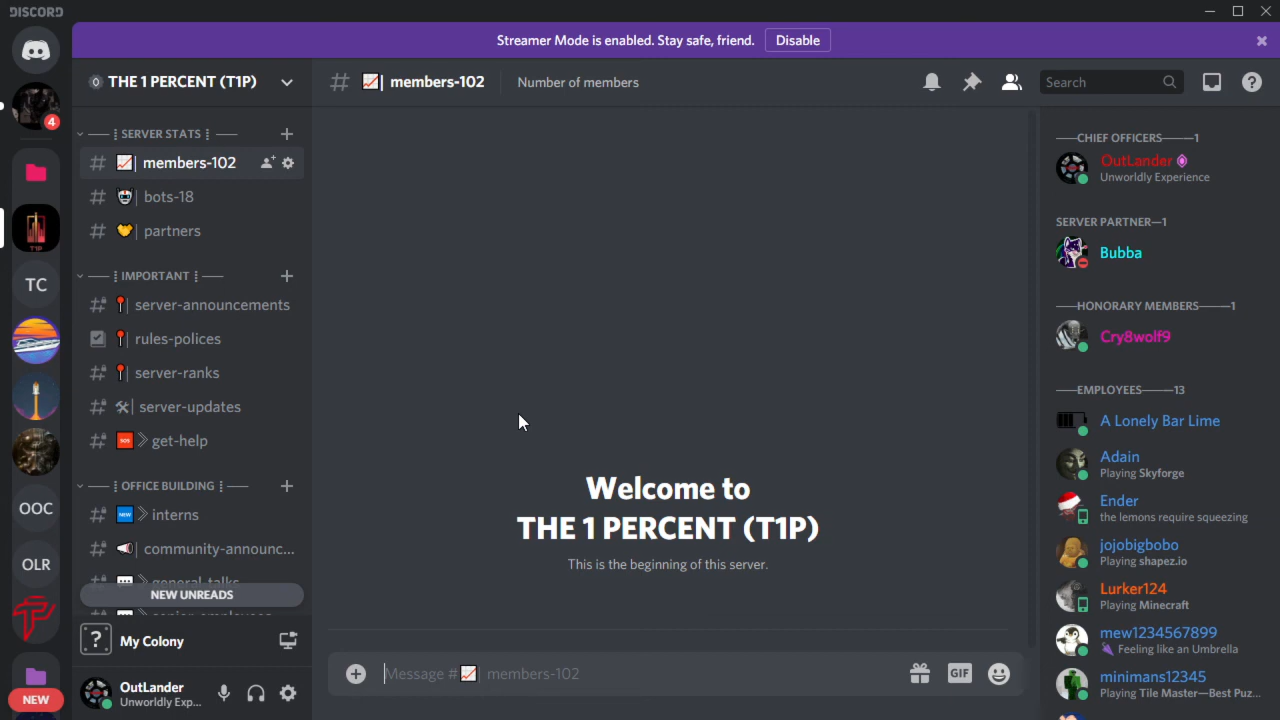 DISCORD
Streamer Mode is enabled. Stay safe, friend. Disable
4
T1P
TC
OOC
OLR
NEW
THE 1 PERCENT (T1P)
SERVER STATS
members-102
bots-18
partners
IMPORTANT
server-announcements
rules-polices
server-ranks
server-updates
SOS get-help
OFFICE BUILDING
NEW interns
community-announc...
general-talks
NEW UNREADS
My Colony
OutLander
Unworldly Exp...
# members-102 Number of members
Search
Welcome to
THE 1 PERCENT (T1P)
This is the beginning of this server.
Message # members-102
GIF
CHIEF OFFICERS—1
OutLander
Unworldly Experience
SERVER PARTNER—1
Bubba
HONORARY MEMBERS—1
Cry8wolf9
EMPLOYEES—13
A Lonely Bar Lime
Adain
Playing Skyforge
Ender
the lemons require squeezing
jojobigbobo
Playing shapez.io
Lurker124
Playing Minecraft
mew1234567899
Feeling like an Umbrella
minimans12345
Playing Tile Master—Best Puz...